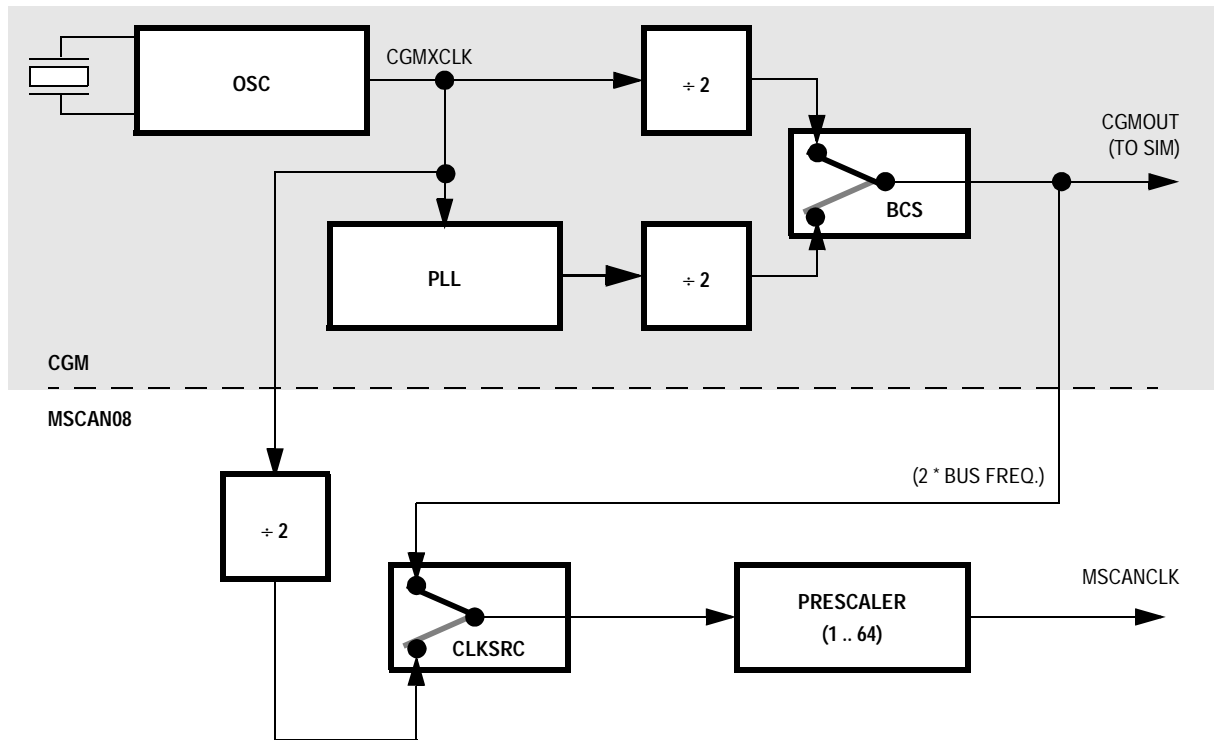 CGMXCLK
OSC
÷ 2
CGMOUT
(TO SIM)
BCS
PLL
÷ 2
CGM
MSCAN08
(2 * BUS FREQ.)
÷ 2
MSCANCLK
PRESCALER
(1 .. 64)
CLKSRC